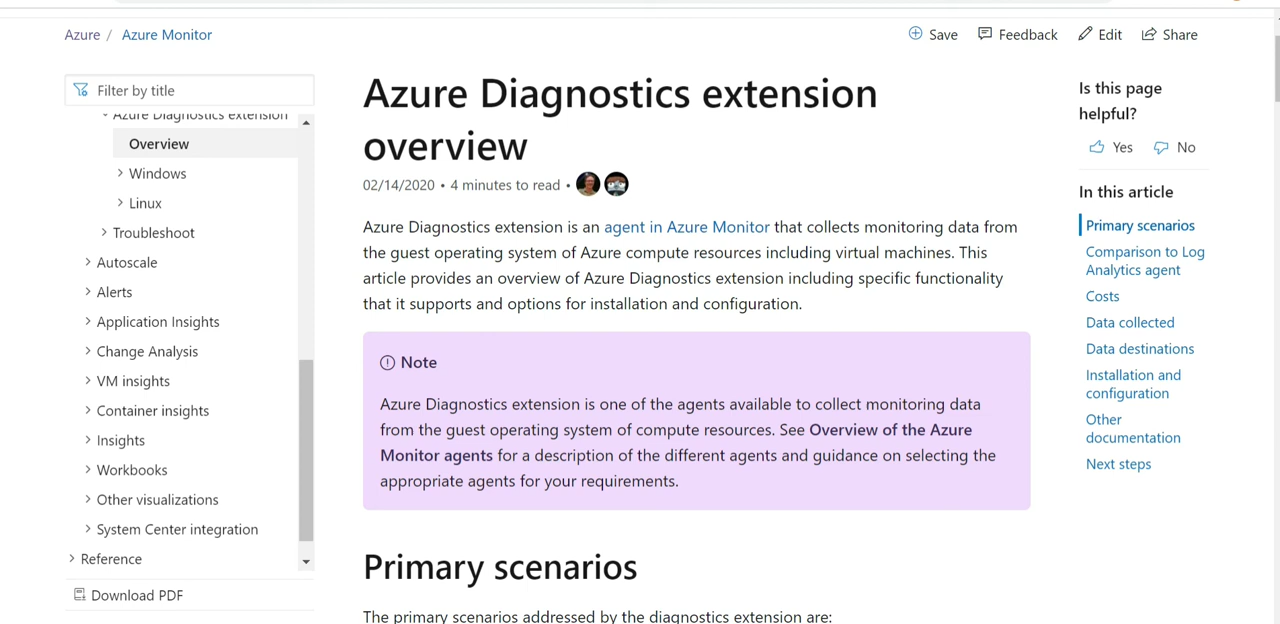 Azure / Azure Monitor
Save Feedback Edit Share
Filter by title
Azure Diagnostics extension
Overview
Windows
Linux
Troubleshoot
Autoscale
Alerts
Application Insights
Change Analysis
VM insights
Container insights
Insights
Workbooks
Other visualizations
System Center integration
Reference
Download PDF
Azure Diagnostics extension
overview
02/14/2020 • 4 minutes to read •
Azure Diagnostics extension is an agent in Azure Monitor that collects monitoring data from
the guest operating system of Azure compute resources including virtual machines. This
article provides an overview of Azure Diagnostics extension including specific functionality
that it supports and options for installation and configuration.
Note
Azure Diagnostics extension is one of the agents available to collect monitoring data
from the guest operating system of compute resources. See Overview of the Azure
Monitor agents for a description of the different agents and guidance on selecting the
appropriate agents for your requirements.
Primary scenarios
The primary scenarios addressed by the diagnostics extension are:
Is this page
helpful?
Yes No
In this article
Primary scenarios
Comparison to Log
Analytics agent
Costs
Data collected
Data destinations
Installation and
configuration
Other
documentation
Next steps